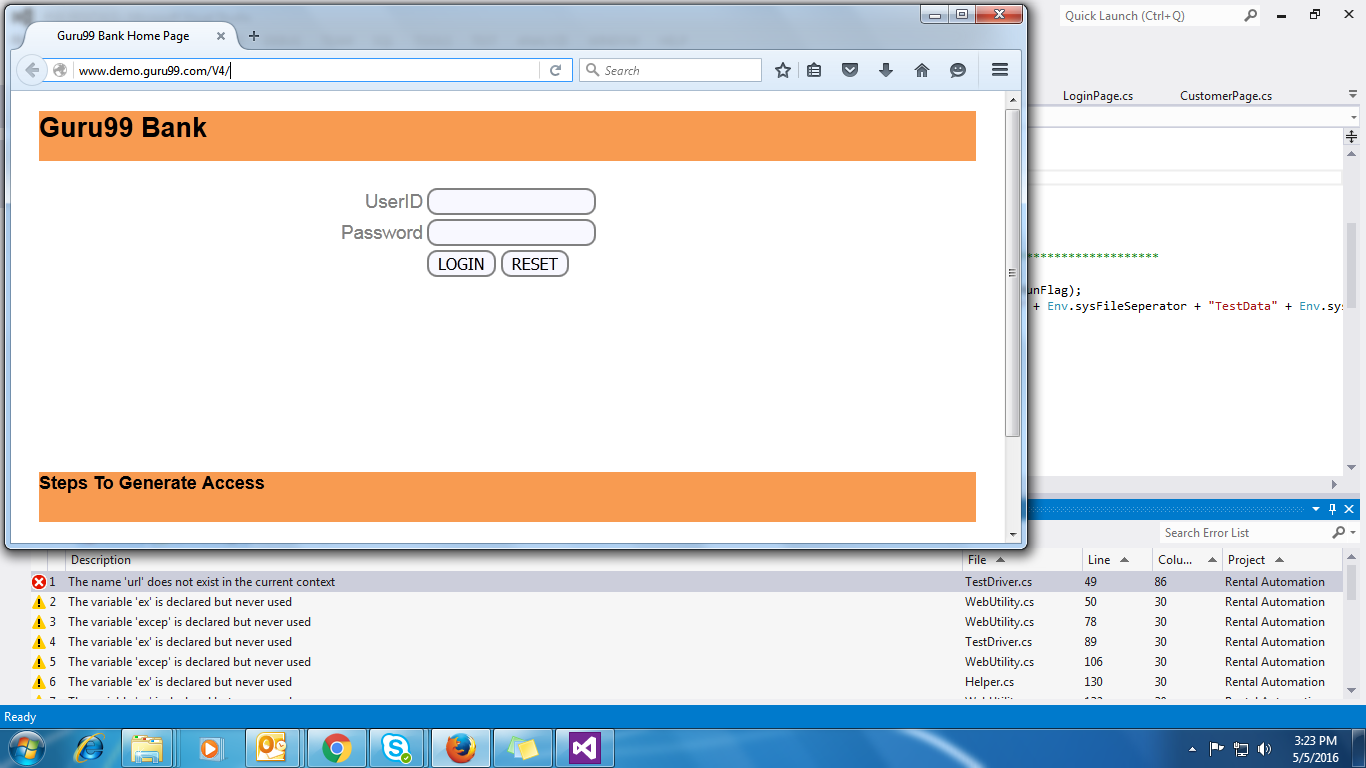 Quick Launch (Ctrl+Q)
Guru99 Bank Home Page
www.demo.guru99.com/V4/
Search
LoginPage.cs CustomerPage.cs
Guru99 Bank
UserID
Password
LOGIN RESET
*******************
unFlag);
+ Env.sysFileSeperator + "TestData" + Env.sys
Steps To Generate Access
Search Error List
Description File Line Colu... Project
1 The name 'url' does not exist in the current context TestDriver.cs 49 86 Rental Automation
2 The variable 'ex' is declared but never used WebUtility.cs 50 30 Rental Automation
3 The variable 'excep' is declared but never used WebUtility.cs 78 30 Rental Automation
4 The variable 'ex' is declared but never used TestDriver.cs 89 30 Rental Automation
5 The variable 'excep' is declared but never used WebUtility.cs 106 30 Rental Automation
6 The variable 'ex' is declared but never used Helper.cs 130 30 Rental Automation
Ready
3:23 PM
5/5/2016